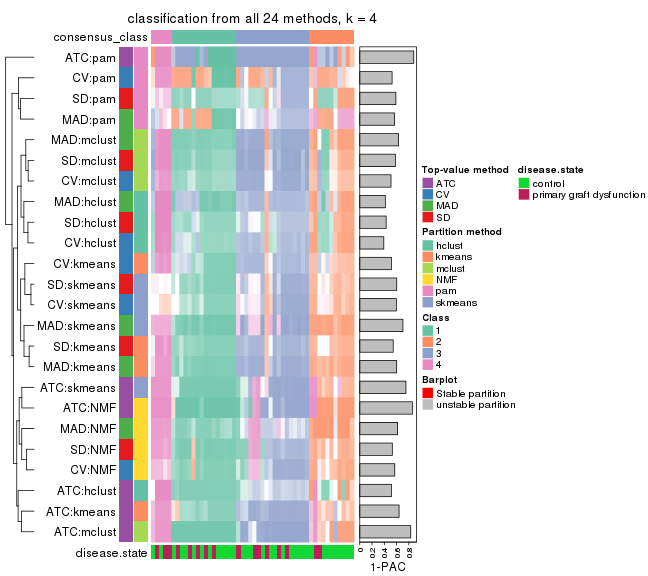 classification from all 24 methods, k = 4
consensus_class
ATC:pam
CV:pam
SD:pam
MAD:pam
MAD:mclust
SD:mclust
CV:mclust
MAD:hclust
SD:hclust
CV:hclust
CV:kmeans
SD:skmeans
CV:skmeans
MAD:skmeans
SD:kmeans
MAD:kmeans
ATC:skmeans
ATC:NMF
MAD:NMF
SD:NMF
CV:NMF
ATC:hclust
ATC:kmeans
ATC:mclust
disease.state
0 0.2 0.4 0.6 0.8
1-PAC
Top-value method
ATC
CV
MAD
SD
Partition method
hclust
kmeans
mclust
NMF
pam
skmeans
Class
1
2
3
4
Barplot
Stable partition
unstable partition
disease.state
control
primary graft dysfunction